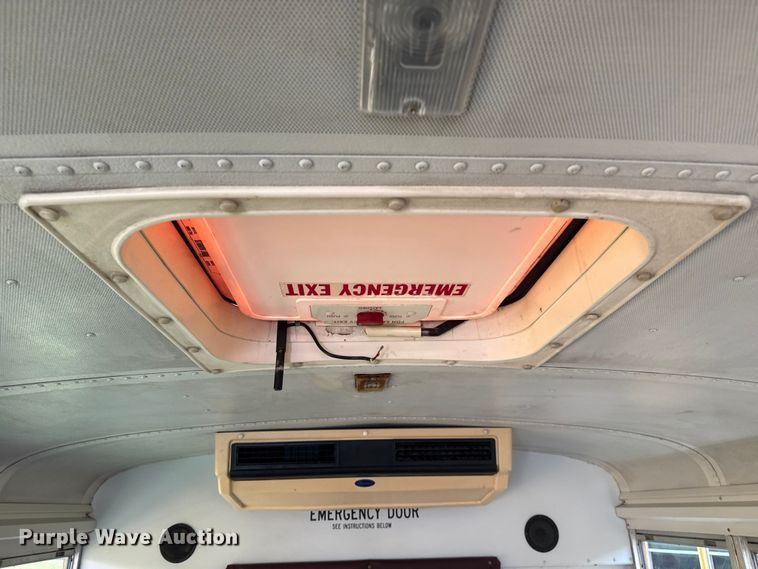 EMERGENCY EXIT
EMERGENCY DOOR
SEE INSTRUCTIONS BELOW
Purple Wave Auction